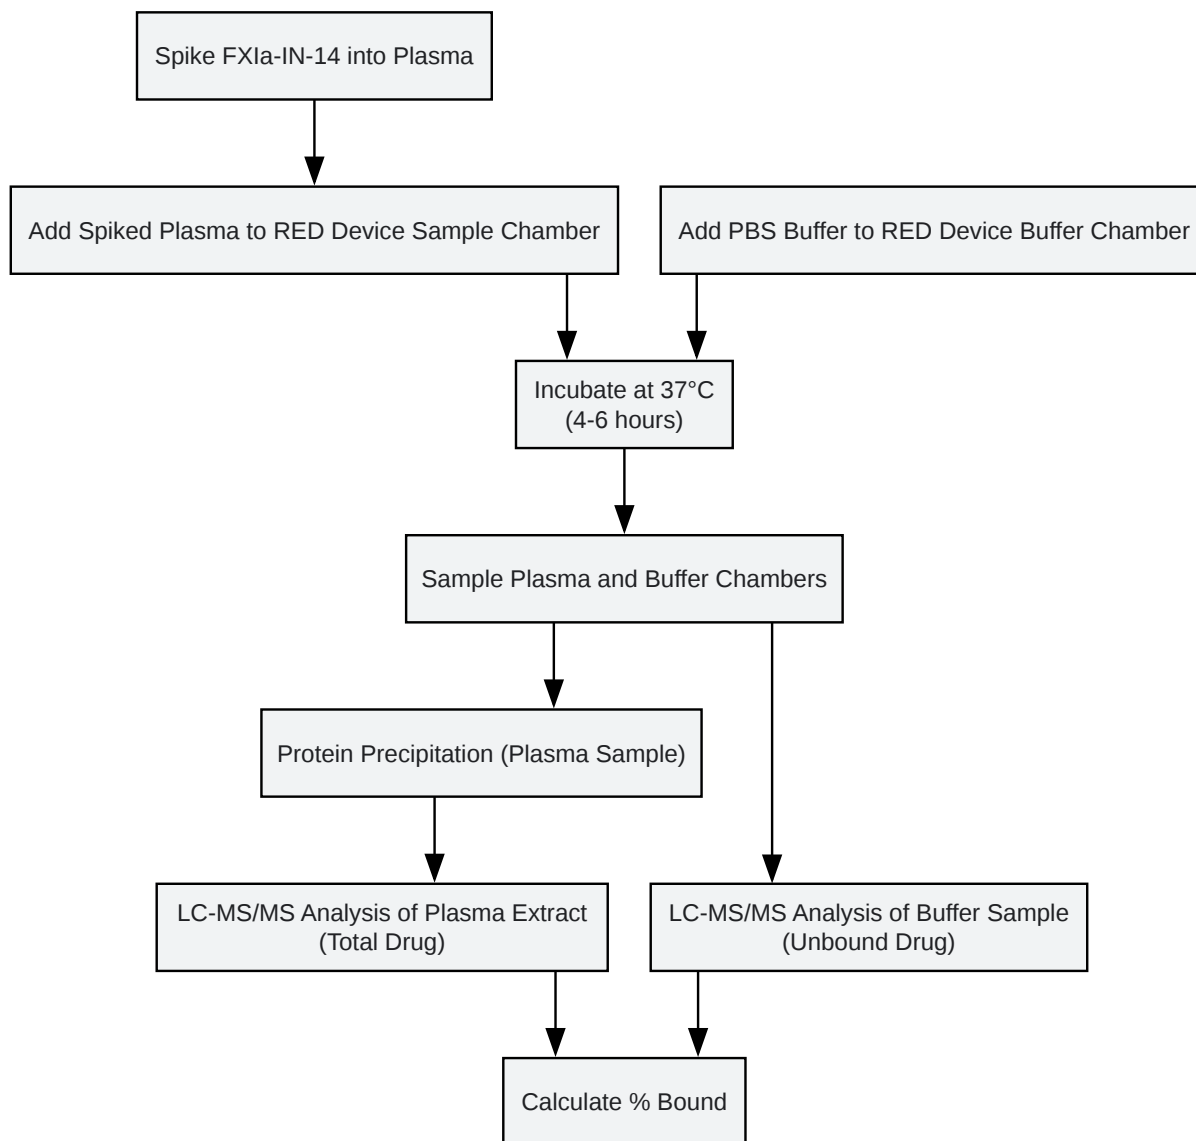 Spike FXIa-IN-14 into Plasma
Add Spiked Plasma to RED Device Sample Chamber
Add PBS Buffer to RED Device Buffer Chamber
Incubate at 37°C
(4-6 hours)
Sample Plasma and Buffer Chambers
Protein Precipitation (Plasma Sample)
LC-MS/MS Analysis of Plasma Extract
(Total Drug)
LC-MS/MS Analysis of Buffer Sample
(Unbound Drug)
Calculate % Bound